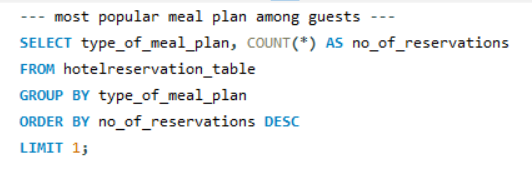 --- most popular meal plan among guests ---
SELECT type_of_meal_plan, COUNT(*) AS no_of_reservations
FROM hotelreservation_table
GROUP BY type_of_meal_plan
ORDER BY no_of_reservations DESC
LIMIT 1;